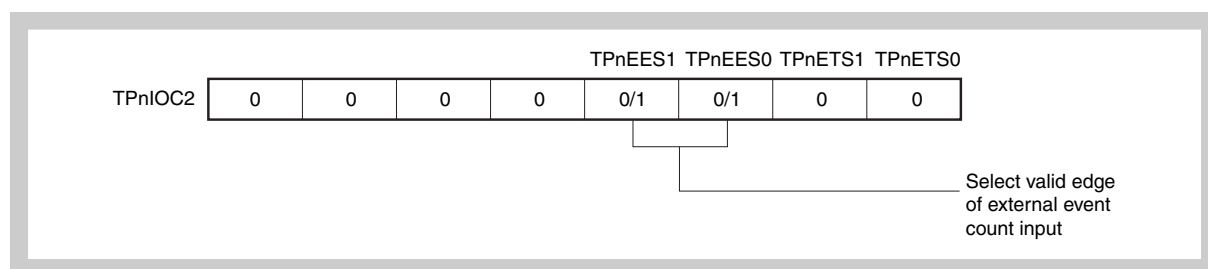 TPnEES1 TPnEES0 TPnETS1 TPnETS0
TPnIOC2 0 0 0 0 0/1 0/1 0 0
Select valid edge
of external event
count input